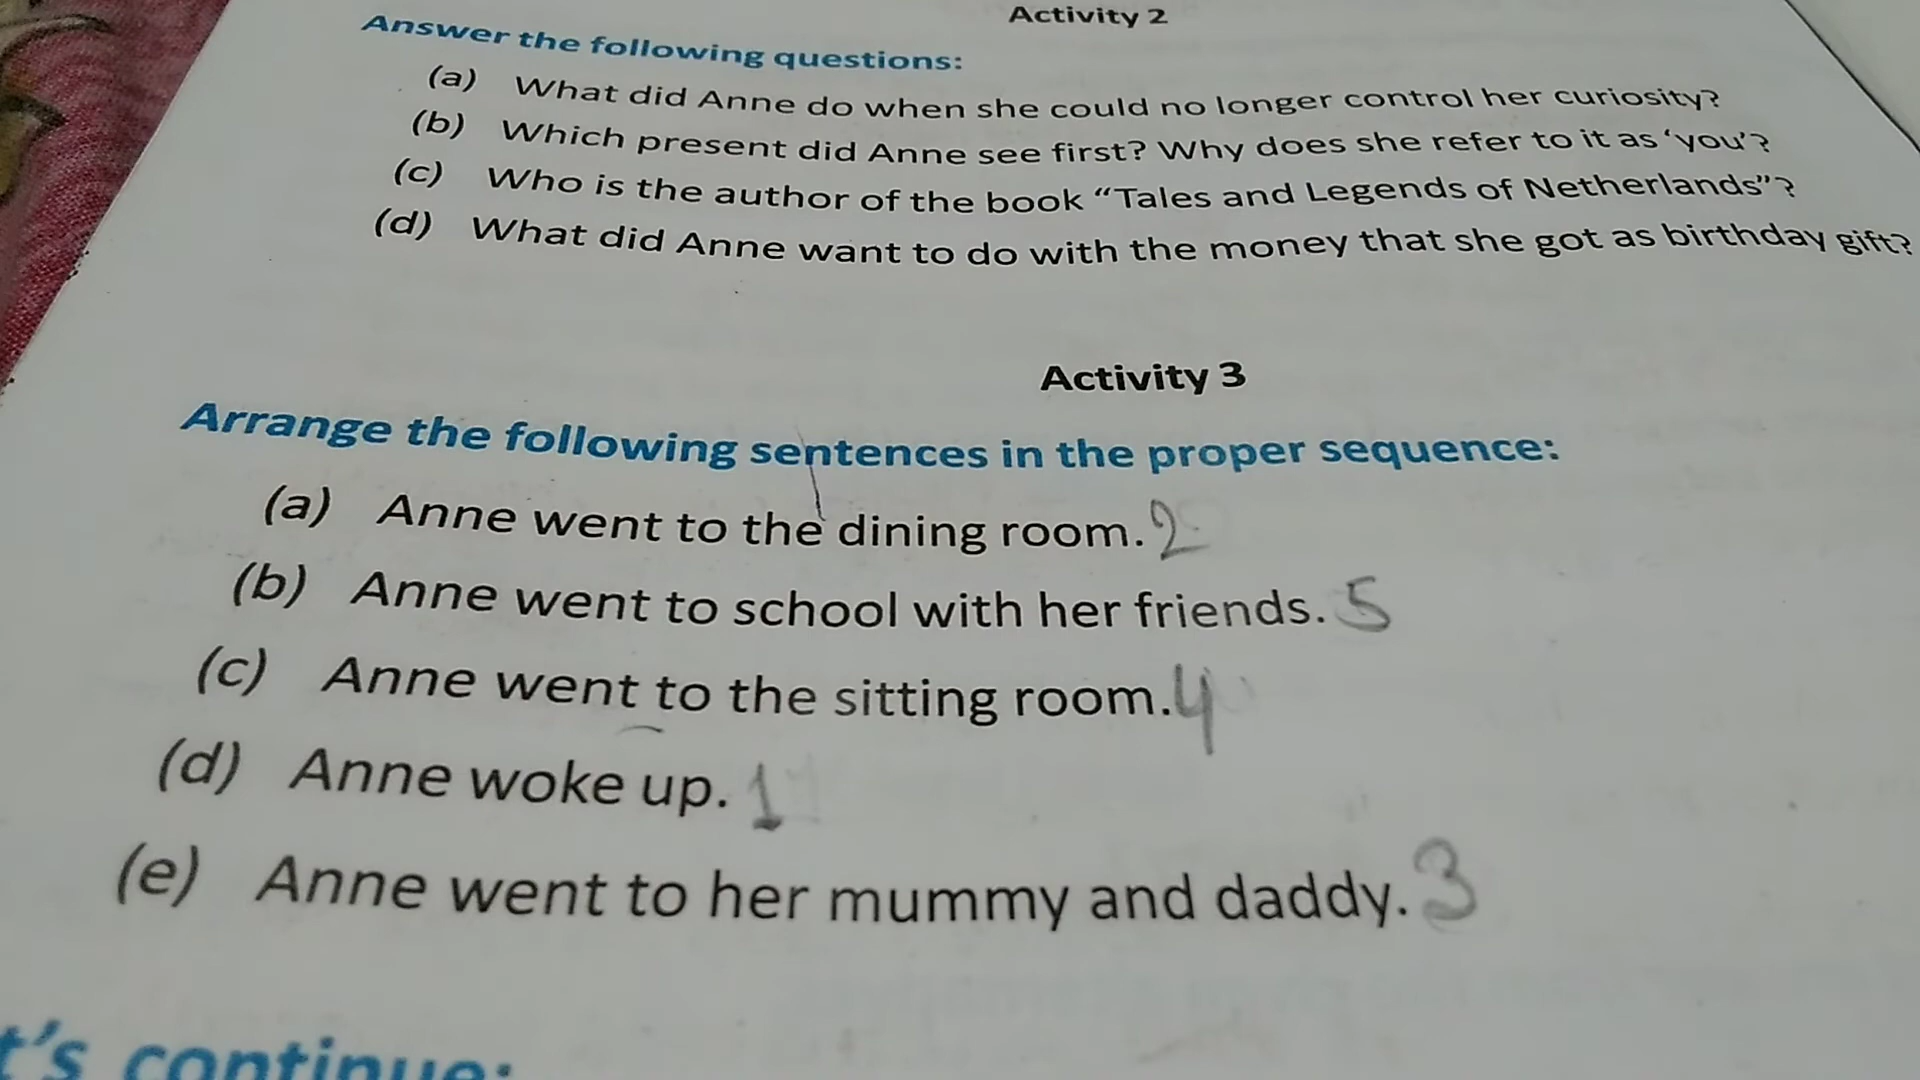 Activity 2
Answer the following questions:
(a) What did Anne do when she could no longer control her curiosity?
(b) Which present did Anne see first? Why does she refer to it as ‘you’?
(c) Who is the author of the book “Tales and Legends of Netherlands”?
(d) What did Anne want to do with the money that she got as birthday gift?
Activity 3
Arrange the following sentences in the proper sequence:
(a) Anne went to the dining room. 2
(b) Anne went to school with her friends. 5
(c) Anne went to the sitting room. 4
(d) Anne woke up. 1
(e) Anne went to her mummy and daddy. 3
t’s continue: